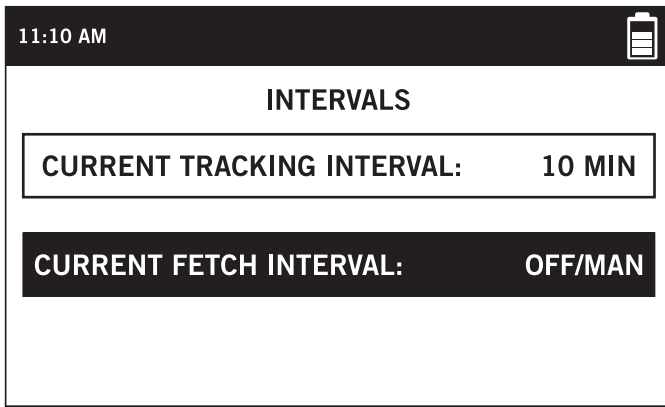 11:10 AM
INTERVALS
CURRENT TRACKING INTERVAL: 10 MIN
CURRENT FETCH INTERVAL: OFF/MAN